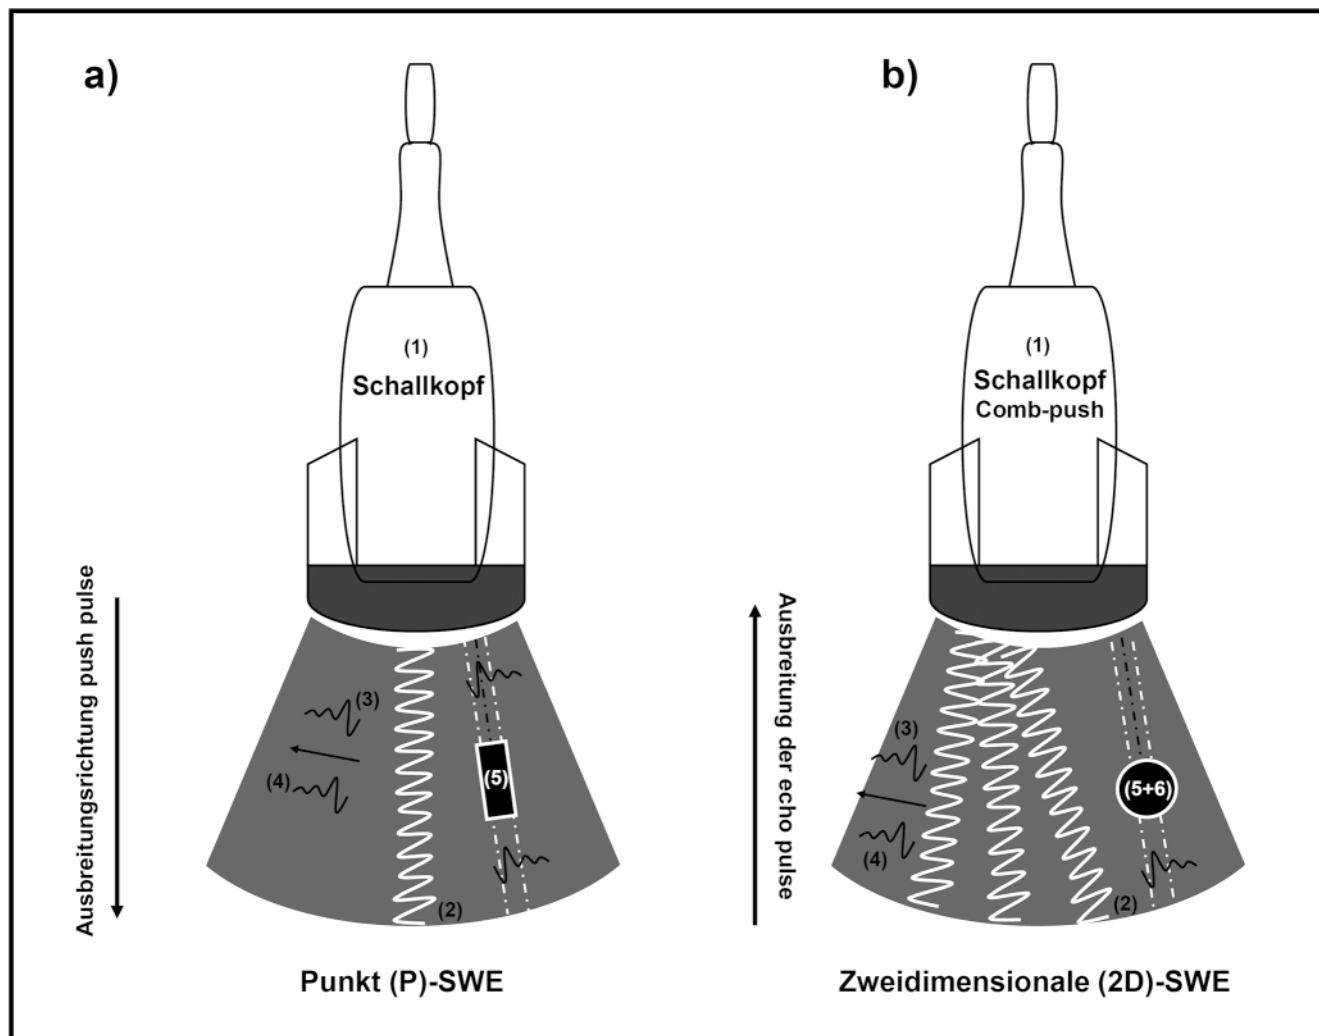 a)
(1)
Schallkopf
Ausbreitungsrichtung push pulse
(3)
(4)
(5)
(2)
Punkt (P)-SWE
b)
(1)
Schallkopf
Comb-push
Ausbreitung der echo pulse
(3)
(4)
(5+6)
(2)
Zweidimensionale (2D)-SWE